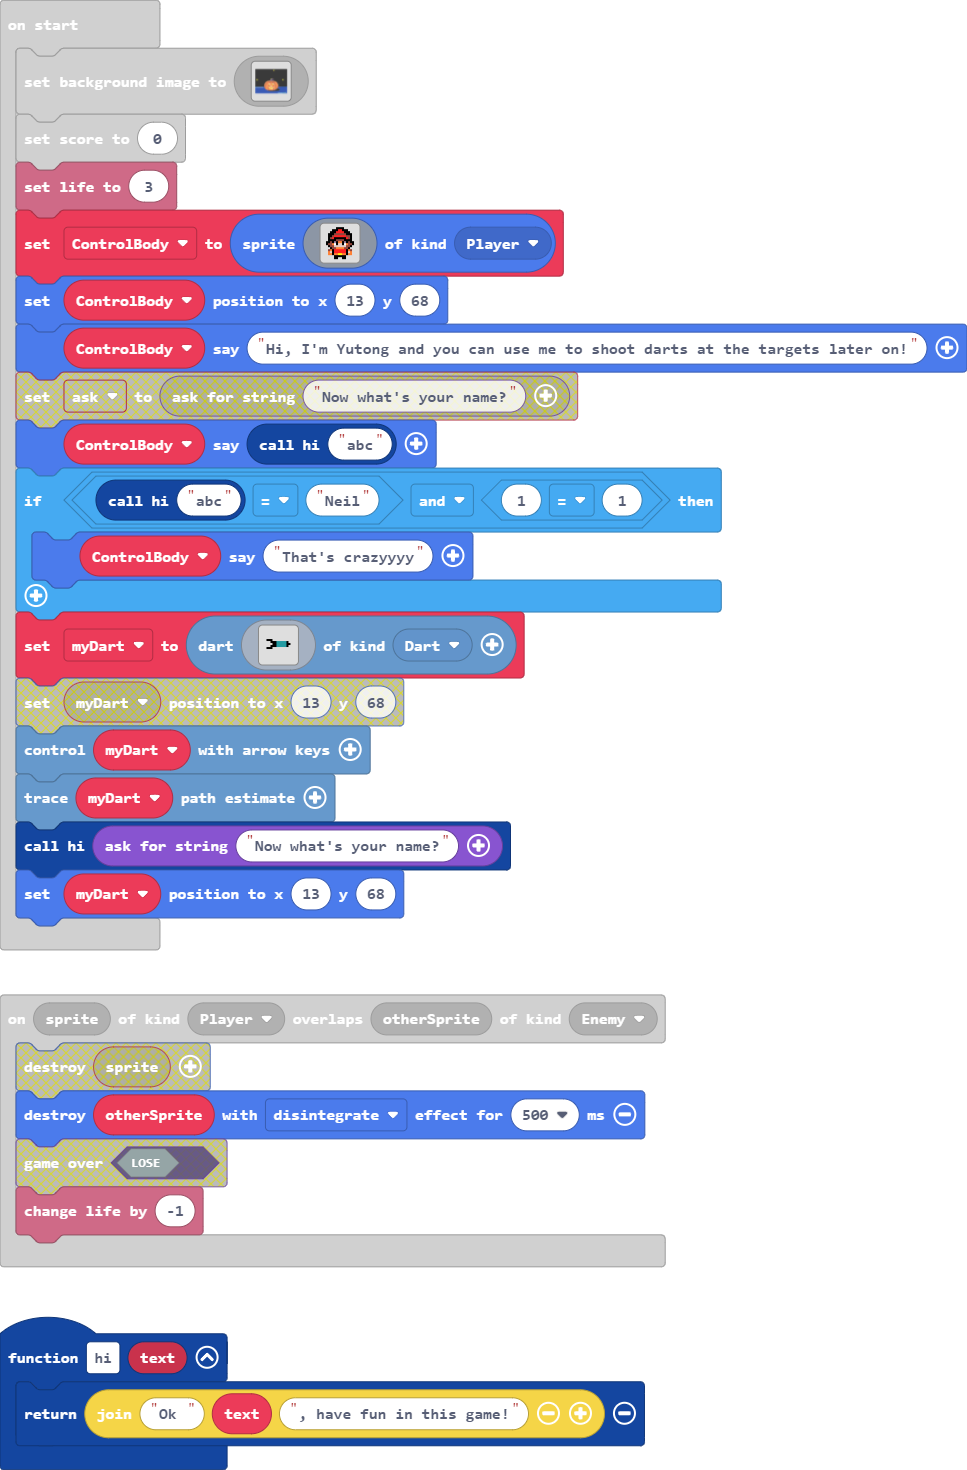 on start
set background image to
set score to 0
set life to 3
set ControlBody to sprite of kind Player
set ControlBody position to x 13 y 68
ControlBody say "Hi, I'm Yutong and you can use me to shoot darts at the targets later on!"
set ask to ask for string "Now what's your name?"
ControlBody say call hi "abc"
if call hi "abc" = "Neil" and 1 = 1 then
ControlBody say "That's crazyyyy"
set myDart to dart of kind Dart
set myDart position to x 13 y 68
control myDart with arrow keys
trace myDart path estimate
call hi ask for string "Now what's your name?"
set myDart position to x 13 y 68
on sprite of kind Player overlaps otherSprite of kind Enemy
destroy sprite
destroy otherSprite with disintegrate effect for 500 ms
game over LOSE
change life by -1
function hi text
return join "Ok " text ", have fun in this game!"